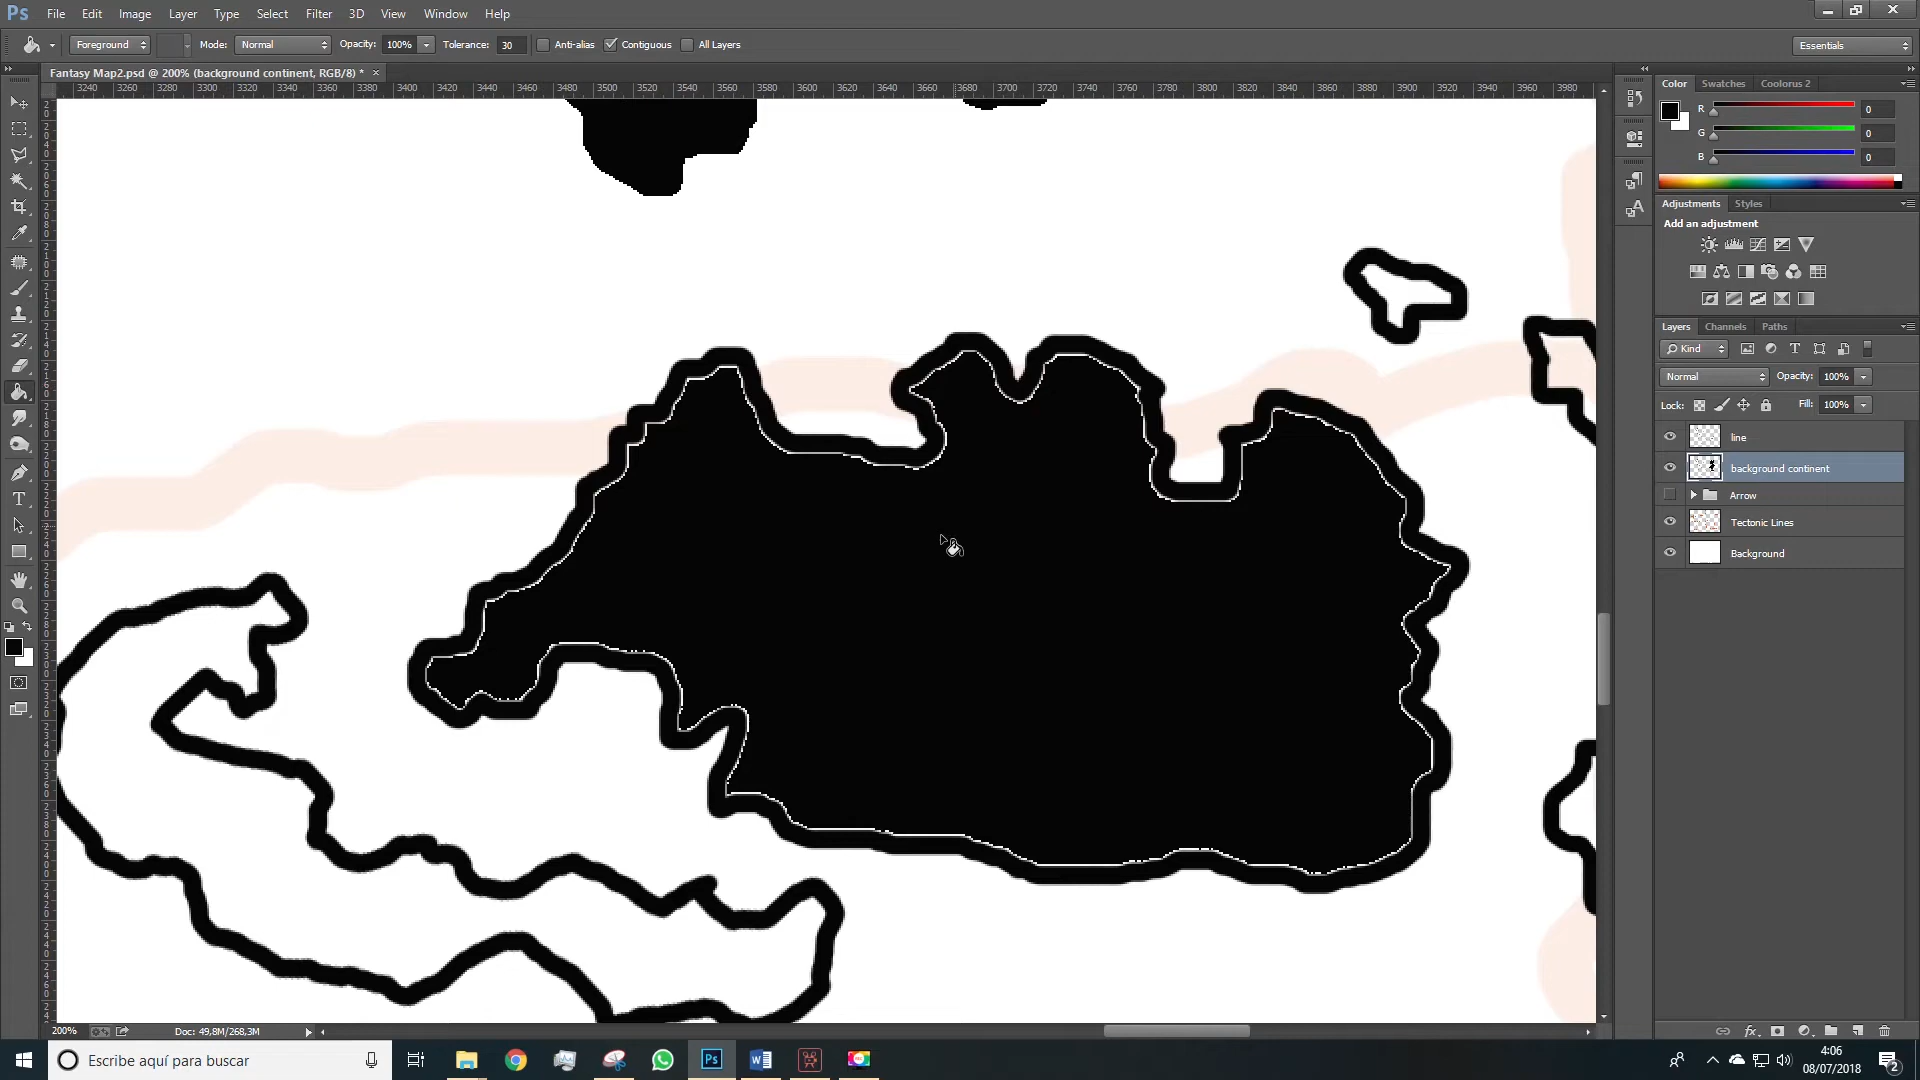 Ps File Edit Image Layer Type Select Filter 3D View Window Help
Foreground Mode: Normal Opacity: 100% Tolerance: 30 Anti-alias Contiguous All Layers Essentials
Fantasy Map2.psd @ 200% (background continent, RGB/8) * ×
3240 3260 3280 3300 3320 3340 3360 3380 3400 3420 3440 3460 3480 3500 3520 3540 3560 3580 3600 3620 3640 3660 3680 3700 3720 3740 3760 3780 3800 3820 3840 3860 3880 3900 3920 3940 3960 3980
Color Swatches Coolorus 2
R 0
G 0
B 0
Adjustments Styles
Add an adjustment
Layers Channels Paths
Kind
Normal Opacity: 100%
Lock: Fill: 100%
line
background continent
Arrow
Tectonic Lines
Background
200% Doc: 49,8M/268,3M
Escribe aquí para buscar
Ps
4:06
08/07/2018
2